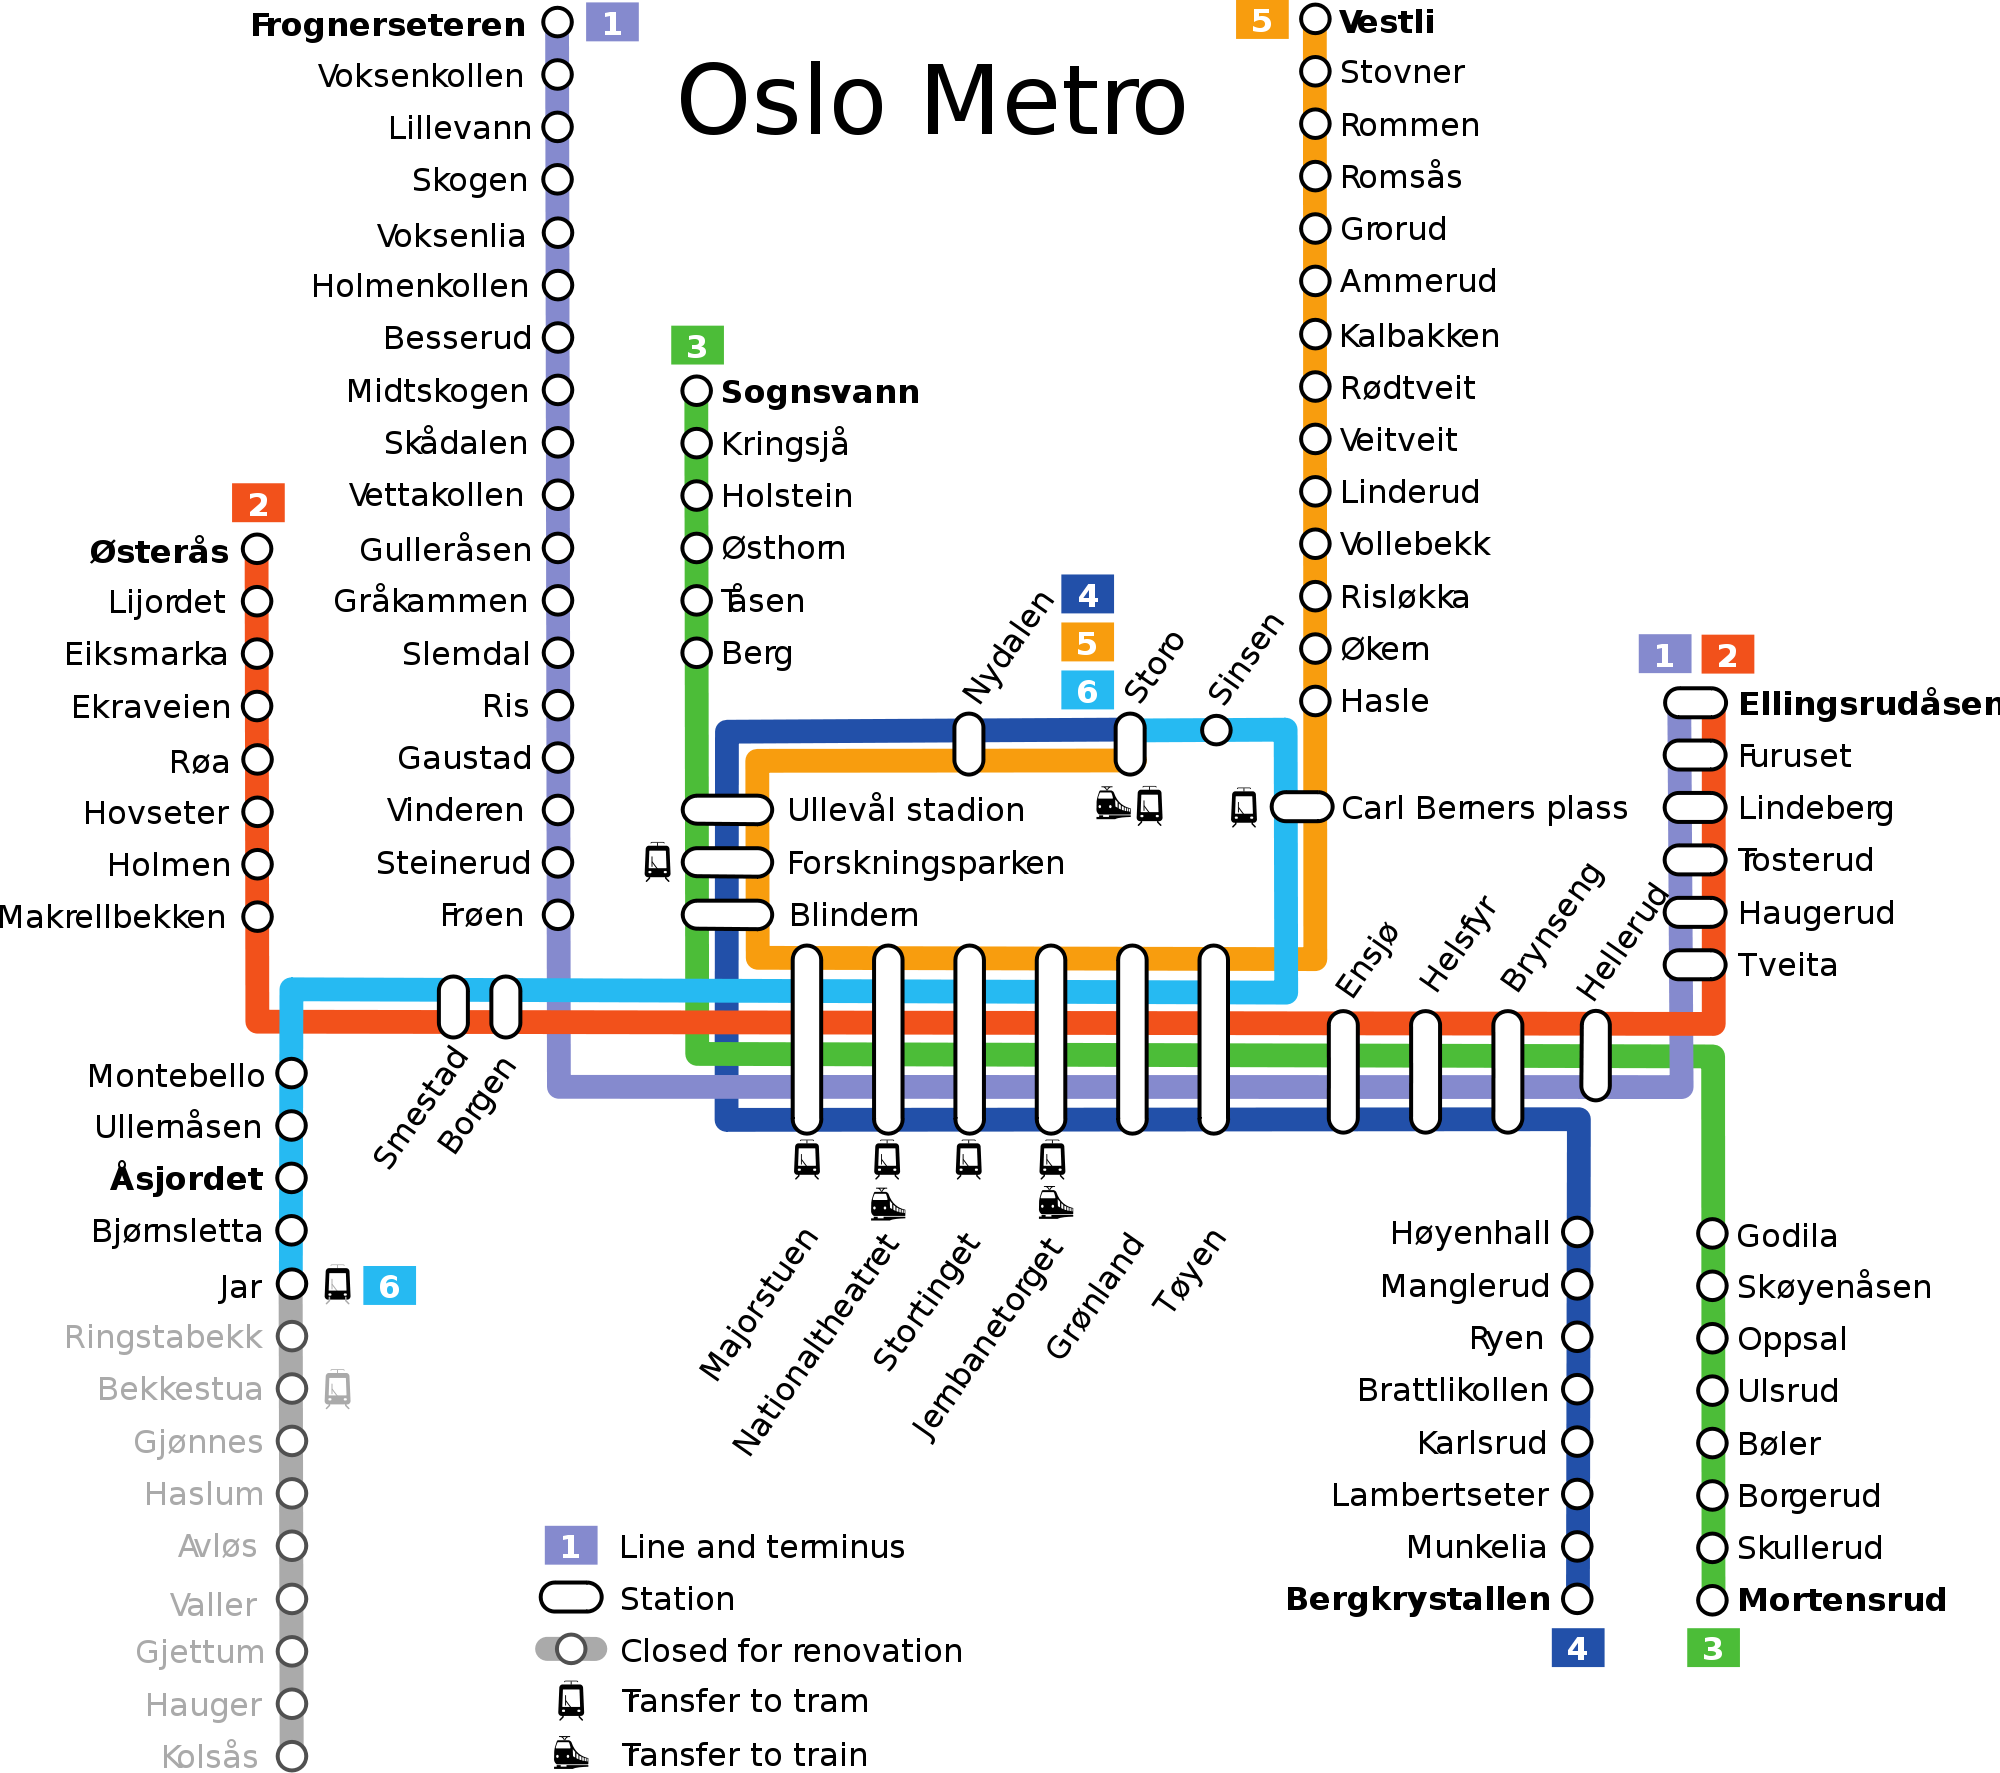 Oslo Metro
1
Frognerseteren
Voksenkollen
Lillevann
Skogen
Voksenlia
Holmenkollen
Besserud
Midtskogen
Skådalen
Vettakollen
Gulleråsen
Gråkammen
Slemdal
Ris
Gaustad
Vinderen
Steinerud
Frøen
2
Østerås
Lijordet
Eiksmarka
Ekraveien
Røa
Hovseter
Holmen
Makrellbekken
3
Sognsvann
Kringsjå
Holstein
Østhorn
Tåsen
Berg
Ullevål stadion
Forskningsparken
Blindern
4
5
6
Nydalen
Storo
Sinsen
5
Vestli
Stovner
Rommen
Romsås
Grorud
Ammerud
Kalbakken
Rødtveit
Veitveit
Linderud
Vollebekk
Risløkka
Økern
Hasle
Carl Berners plass
1
2
Ellingsrudåsen
Furuset
Lindeberg
Trosterud
Haugerud
Tveita
Ensjø
Helsfyr
Brynseng
Hellerud
Smestad
Borgen
Majorstuen
Nationaltheatret
Stortinget
Jernbanetorget
Grønland
Tøyen
Montebello
Ullernåsen
Åsjordet
Bjørnsletta
Jar
6
Ringstabekk
Bekkestua
Gjønnes
Haslum
Avløs
Valler
Gjettum
Hauger
Kolsås
Høyenhall
Manglerud
Ryen
Brattlikollen
Karlsrud
Lambertseter
Munkelia
Bergkrystallen
4
Godila
Skøyenåsen
Oppsal
Ulsrud
Bøler
Borgerud
Skullerud
Mortensrud
3
1 Line and terminus
Station
Closed for renovation
Transfer to tram
Transfer to train